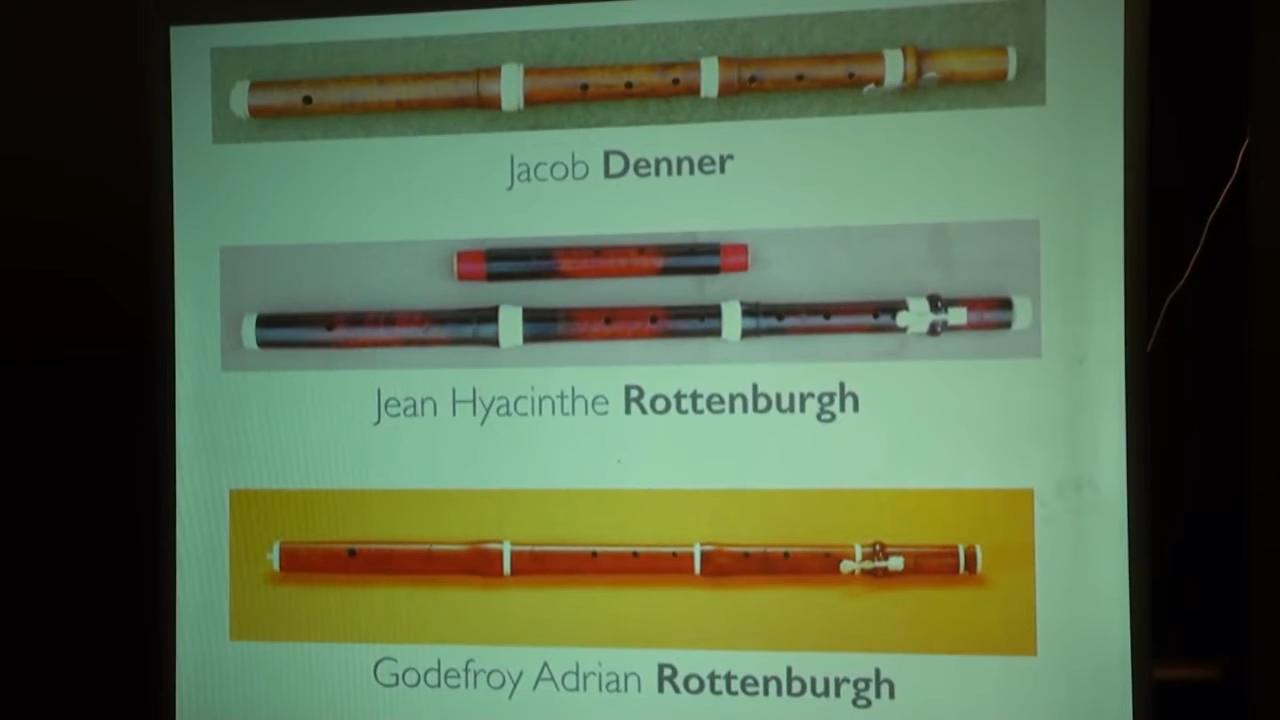 Jacob Denner
Jean Hyacinthe Rottenburgh
Godefroy Adrian Rottenburgh